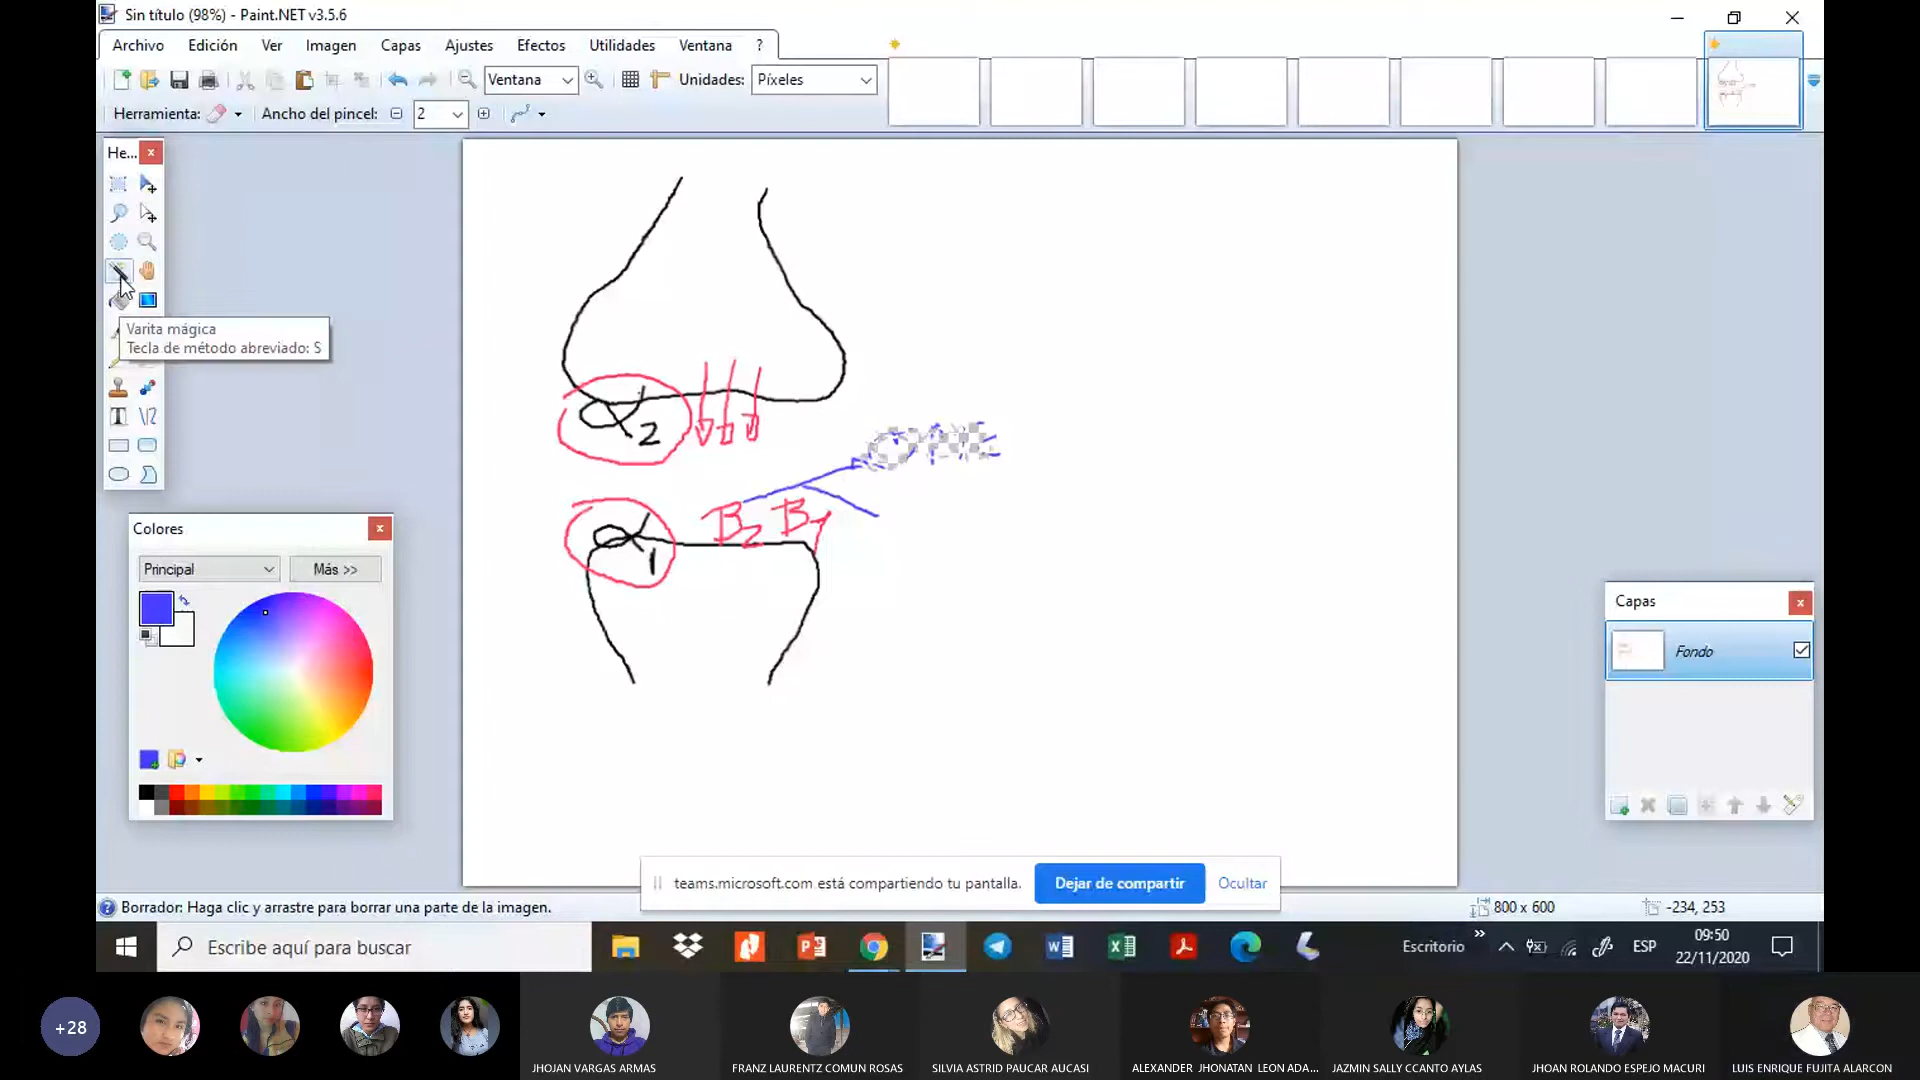 Sin título (98%) - Paint.NET v3.5.6
Archivo Edición Ver Imagen Capas Ajustes Efectos Utilidades Ventana ?
Ventana Unidades: Píxeles
Herramienta: Ancho del pincel: 2
He...
Varita mágica
Tecla de método abreviado: S
α2
B2 B1
α1
Colores
Principal Más >>
Capas
Fondo
teams.microsoft.com está compartiendo tu pantalla. Dejar de compartir Ocultar
Borrador: Haga clic y arrastre para borrar una parte de la imagen. 800 x 600 -234, 253
Escribe aquí para buscar Escritorio ESP 09:50
22/11/2020
+28
JHOJAN VARGAS ARMAS FRANZ LAURENTZ COMUN ROSAS SILVIA ASTRID PAUCAR AUCASI ALEXANDER JHONATAN LEON ADA... JAZMIN SALLY CCANTO AYLAS JHOAN ROLANDO ESPEJO MACURI LUIS ENRIQUE FUJITA ALARCON